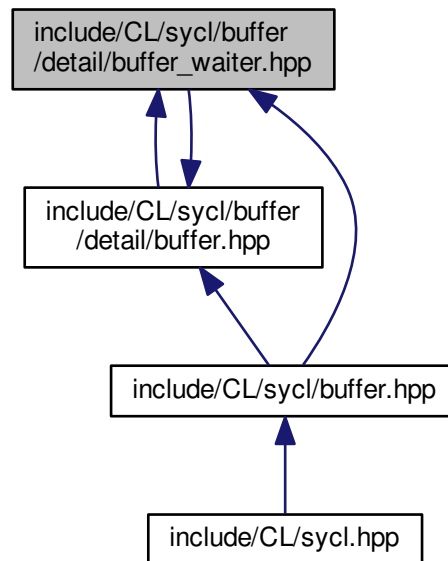 include/CL/sycl/buffer
/detail/buffer_waiter.hpp
include/CL/sycl/buffer
/detail/buffer.hpp
include/CL/sycl/buffer.hpp
include/CL/sycl.hpp